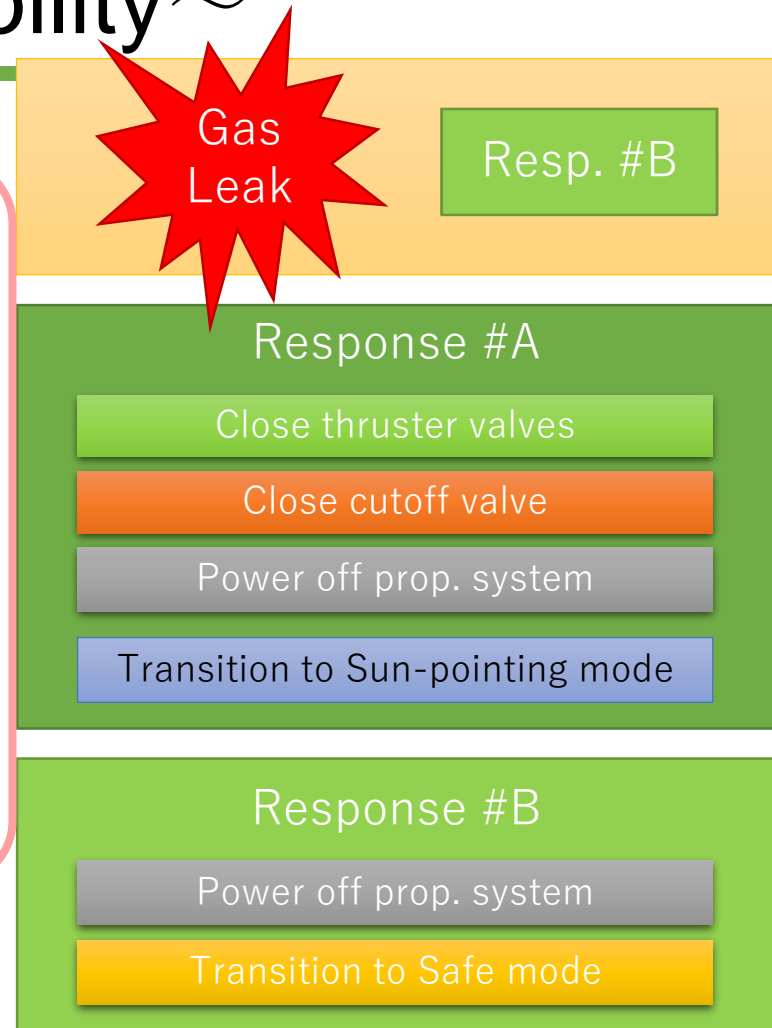 bility～
Gas
Leak
Resp. #B
Response #A
Close thruster valves
Close cutoff valve
Power off prop. system
Transition to Sun-pointing mode
Response #B
Power off prop. system
Transition to Safe mode